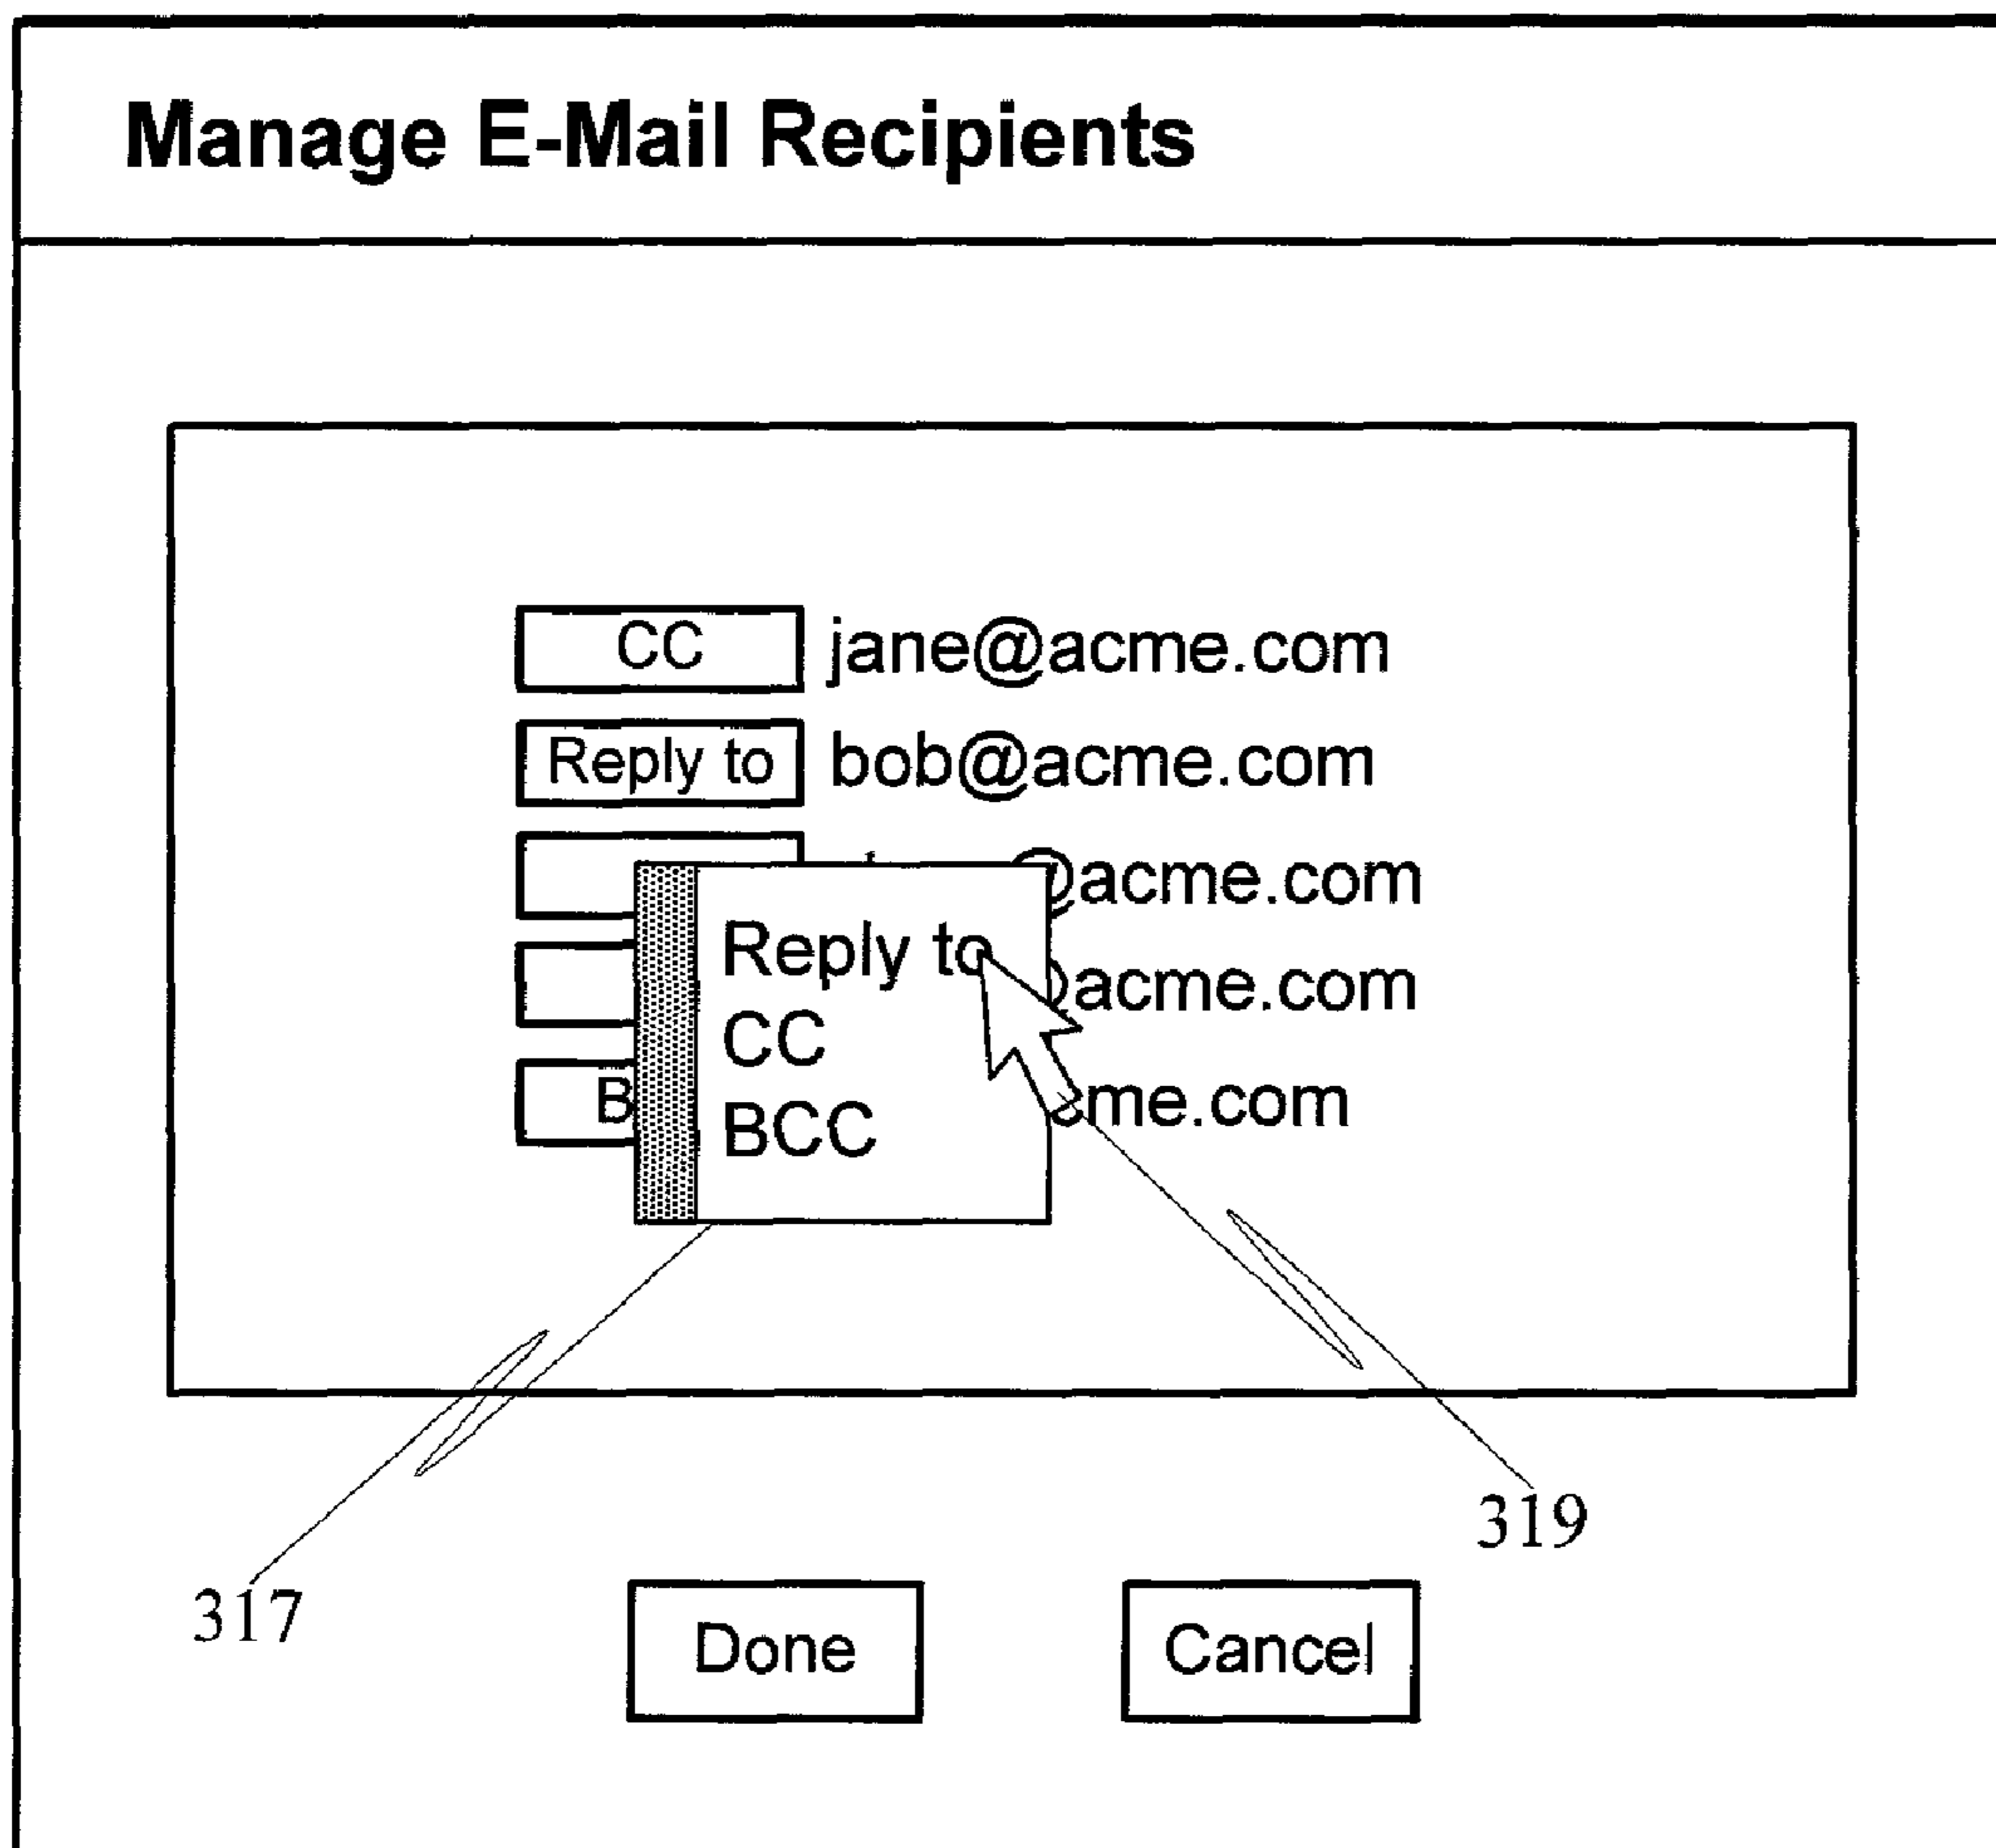 Manage E-Mail Recipients
CC jane@acme.com
Reply to bob@acme.com
@acme.com
Reply to
@acme.com
CC
BCC
me.com
319
317
Done Cancel